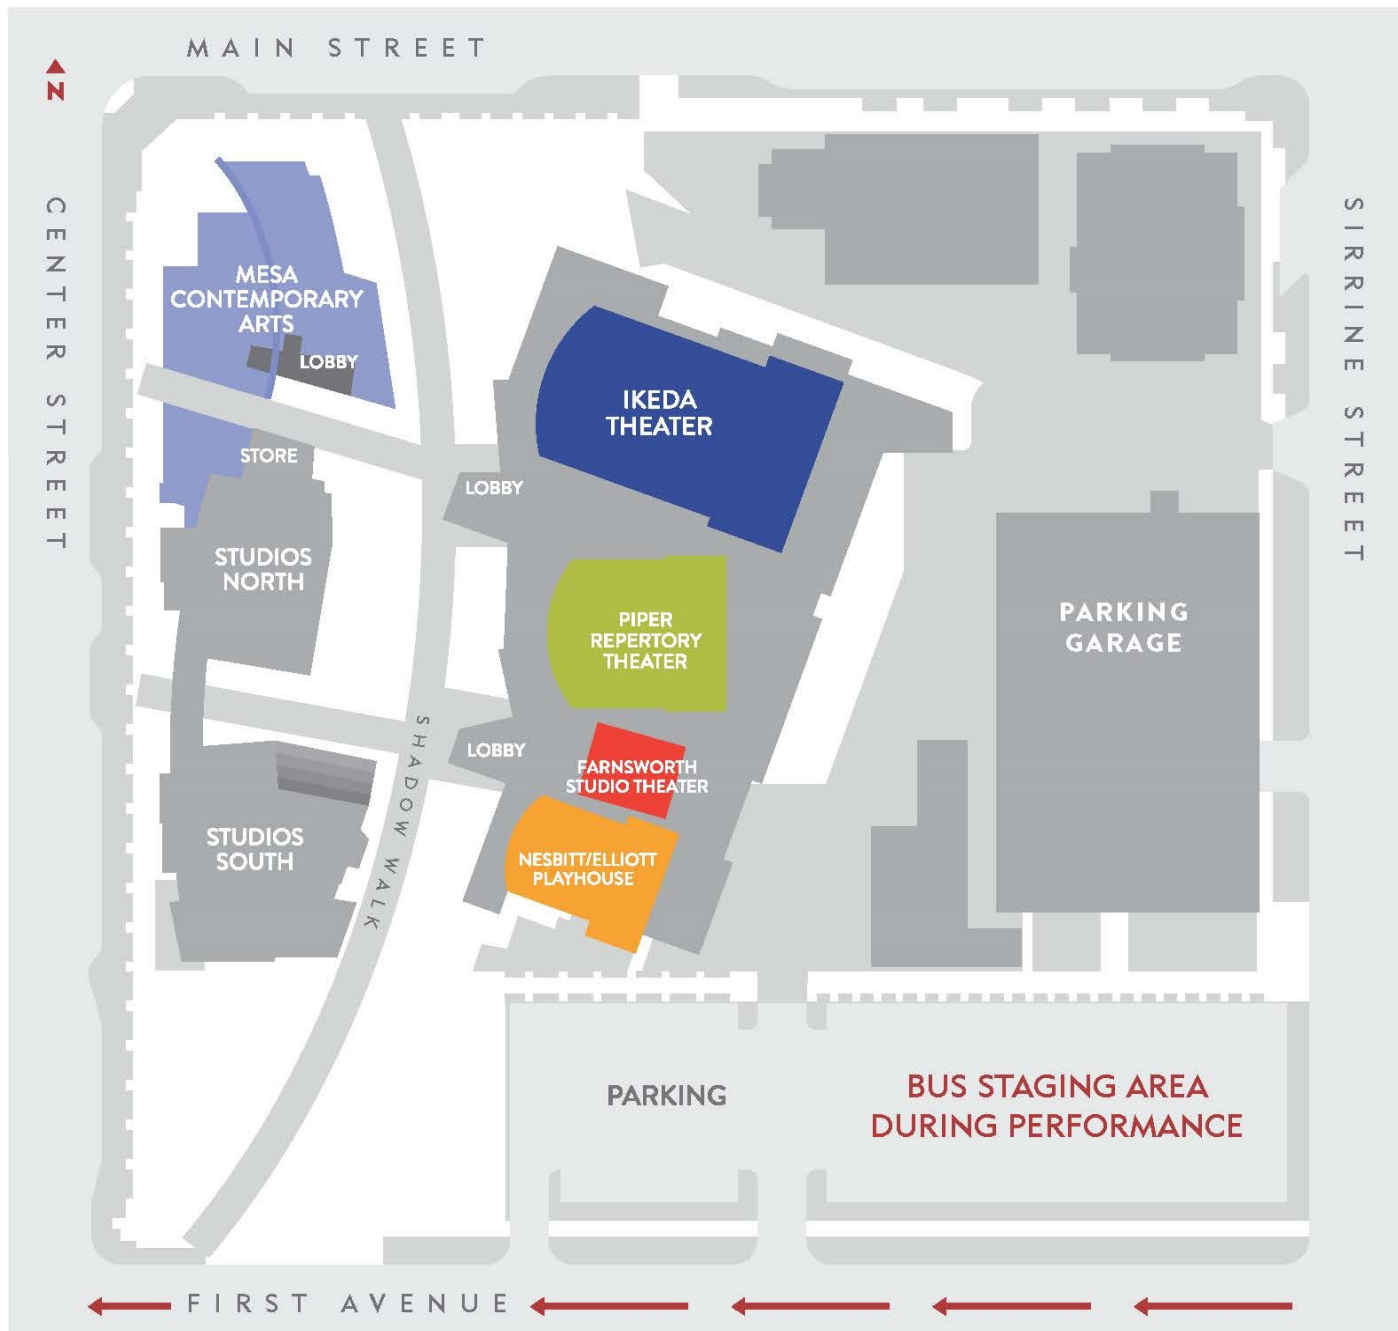 MAIN STREET
N
CENTER STREET
SIRRINE STREET
MESA
CONTEMPORARY
ARTS
LOBBY
IKEDA
THEATER
STORE
LOBBY
STUDIOS
NORTH
PIPER
REPERTORY
THEATER
PARKING
GARAGE
SHADOW WALK
LOBBY
FARNSWORTH
STUDIO THEATER
STUDIOS
SOUTH
NESBITT/ELLIOTT
PLAYHOUSE
PARKING
BUS STAGING AREA
DURING PERFORMANCE
FIRST AVENUE